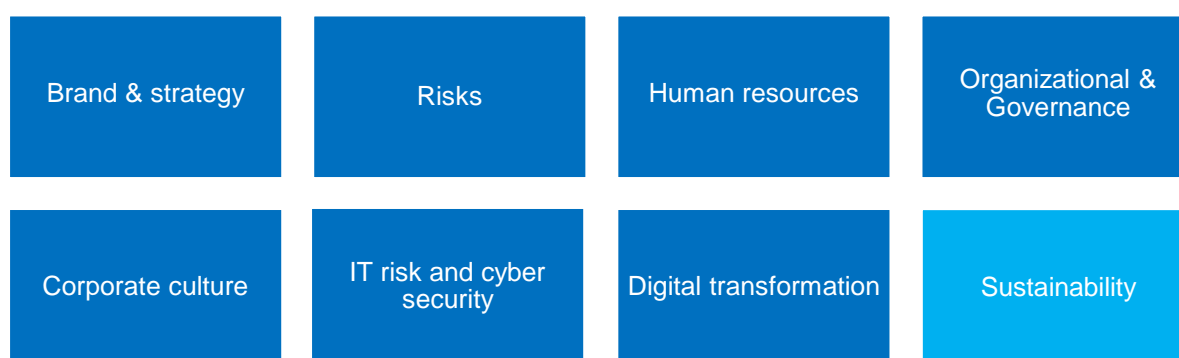 Brand & strategy
Risks
Human resources
Organizational &
Governance
Corporate culture
IT risk and cyber
security
Digital transformation
Sustainability